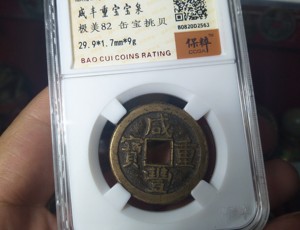 咸丰重宝宝泉
极美82 缶宝挑贝
29.9*1.7mm*9g
BAO CUI COINS RATING
80820D2563
保粹
咸
寶 重
豐